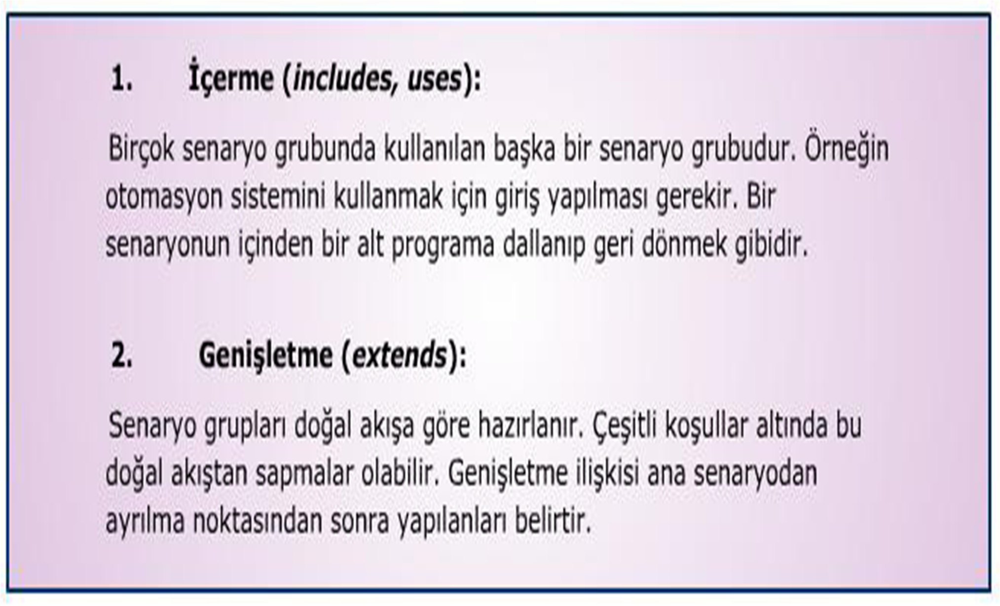 1. İçerme (includes, uses):
Birçok senaryo grubunda kullanılan başka bir senaryo grubudur. Örneğin
otomasyon sistemini kullanmak için giriş yapılması gerekir. Bir
senaryonun içinden bir alt programa dallanıp geri dönmek gibidir.
2. Genişletme (extends):
Senaryo grupları doğal akışa göre hazırlanır. Çeşitli koşullar altında bu
doğal akıştan sapmalar olabilir. Genişletme ilişkisi ana senaryodan
ayrılma noktasından sonra yapılanları belirtir.